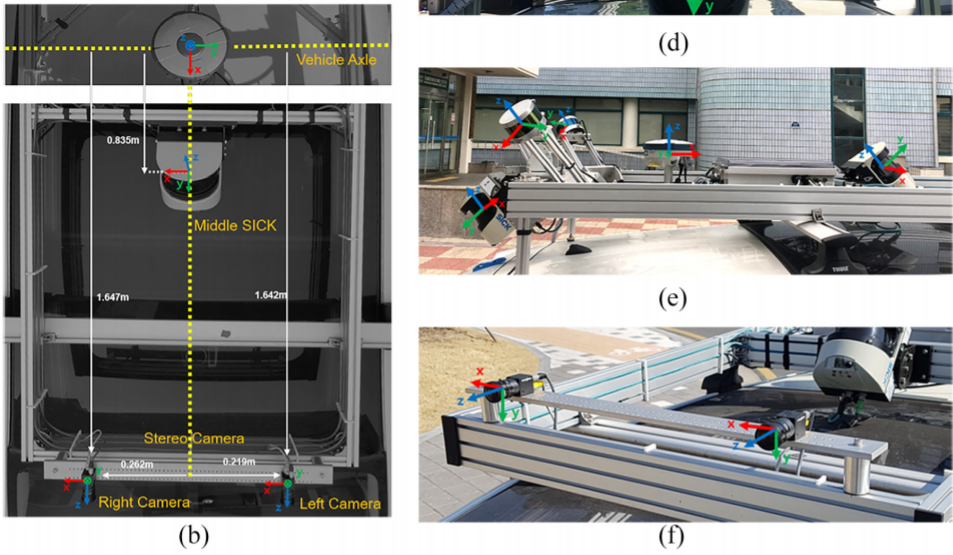 z
y
x
Vehicle Axle
0.835m
z
x
y
Middle SICK
1.647m
1.642m
Stereo Camera
0.262m
0.219m
y
x
z
y
x
z
Right Camera
Left Camera
(b)
y
(d)
z
y
x
z
z
y
y
z
x
z
x
y
SICK
THULE
(e)
x
z
y
x
z
y
(f)